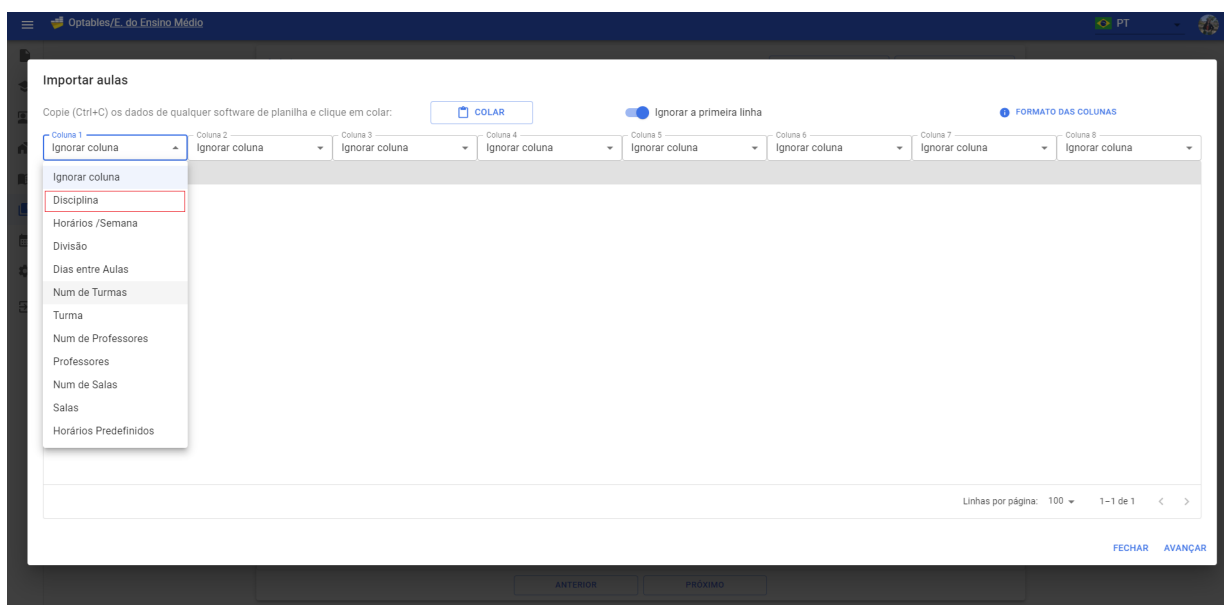 Optables/E. do Ensino Médio
PT
Importar aulas
Copie (Ctrl+C) os dados de qualquer software de planilha e clique em colar:
COLAR
Ignorar a primeira linha
FORMATO DAS COLUNAS
Coluna 1
Coluna 2
Coluna 3
Coluna 4
Coluna 5
Coluna 6
Coluna 7
Coluna 8
Ignorar coluna
Ignorar coluna
Ignorar coluna
Ignorar coluna
Ignorar coluna
Ignorar coluna
Ignorar coluna
Ignorar coluna
Ignorar coluna
Disciplina
Horários /Semana
Divisão
Dias entre Aulas
Num de Turmas
Turma
Num de Professores
Professores
Num de Salas
Salas
Horários Predefinidos
Linhas por página: 100
1–1 de 1
FECHAR
AVANÇAR
ANTERIOR
PRÓXIMO